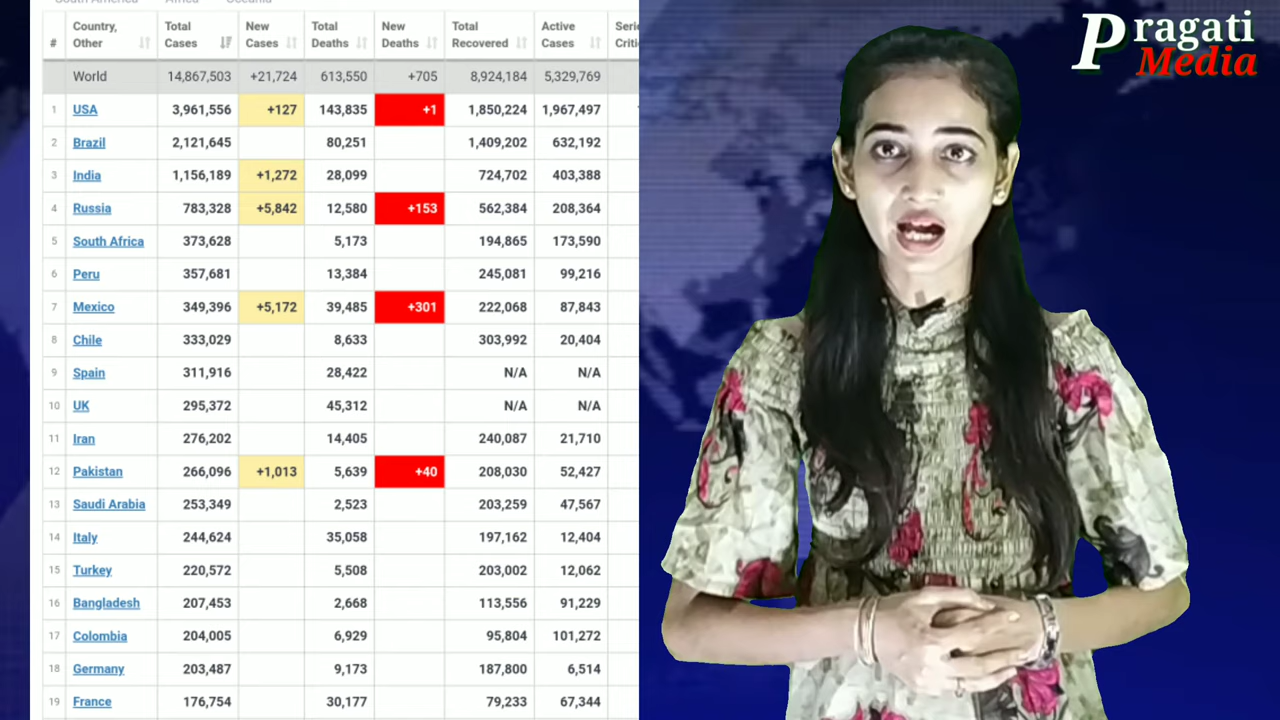 South America Africa Oceania
# Country, Other Total Cases New Cases Total Deaths New Deaths Total Recovered Active Cases
World 14,867,503 +21,724 613,550 +705 8,924,184 5,329,769
1 USA 3,961,556 +127 143,835 +1 1,850,224 1,967,497
2 Brazil 2,121,645 80,251 1,409,202 632,192
3 India 1,156,189 +1,272 28,099 724,702 403,388
4 Russia 783,328 +5,842 12,580 +153 562,384 208,364
5 South Africa 373,628 5,173 194,865 173,590
6 Peru 357,681 13,384 245,081 99,216
7 Mexico 349,396 +5,172 39,485 +301 222,068 87,843
8 Chile 333,029 8,633 303,992 20,404
9 Spain 311,916 28,422 N/A N/A
10 UK 295,372 45,312 N/A N/A
11 Iran 276,202 14,405 240,087 21,710
12 Pakistan 266,096 +1,013 5,639 +40 208,030 52,427
13 Saudi Arabia 253,349 2,523 203,259 47,567
14 Italy 244,624 35,058 197,162 12,404
15 Turkey 220,572 5,508 203,002 12,062
16 Bangladesh 207,453 2,668 113,556 91,229
17 Colombia 204,005 6,929 95,804 101,272
18 Germany 203,487 9,173 187,800 6,514
19 France 176,754 30,177 79,233 67,344
Pragati
Media